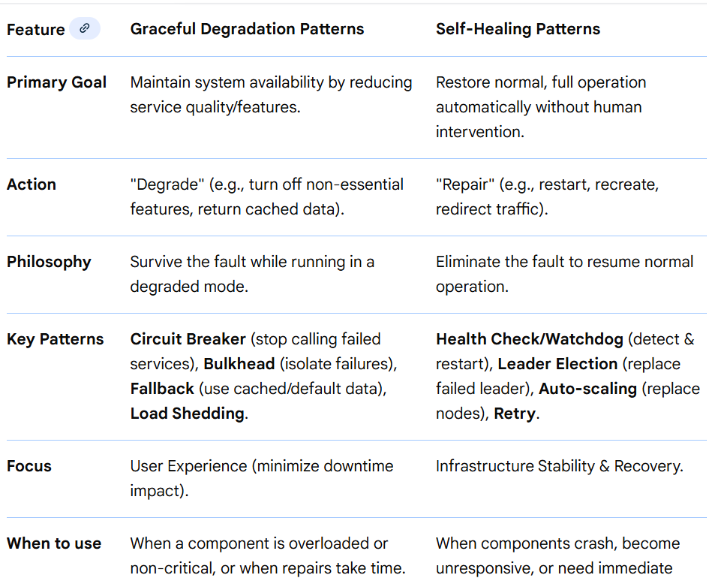 Feature Graceful Degradation Patterns Self-Healing Patterns
Primary Goal Maintain system availability by reducing Restore normal, full operation
service quality/features. automatically without human
intervention.
Action "Degrade" (e.g., turn off non-essential "Repair" (e.g., restart, recreate,
features, return cached data). redirect traffic).
Philosophy Survive the fault while running in a Eliminate the fault to resume normal
degraded mode. operation.
Key Patterns Circuit Breaker (stop calling failed Health Check/Watchdog (detect &
services), Bulkhead (isolate failures), restart), Leader Election (replace
Fallback (use cached/default data), failed leader), Auto-scaling (replace
Load Shedding. nodes), Retry.
Focus User Experience (minimize downtime Infrastructure Stability & Recovery.
impact).
When to use When a component is overloaded or When components crash, become
non-critical, or when repairs take time. unresponsive, or need immediate